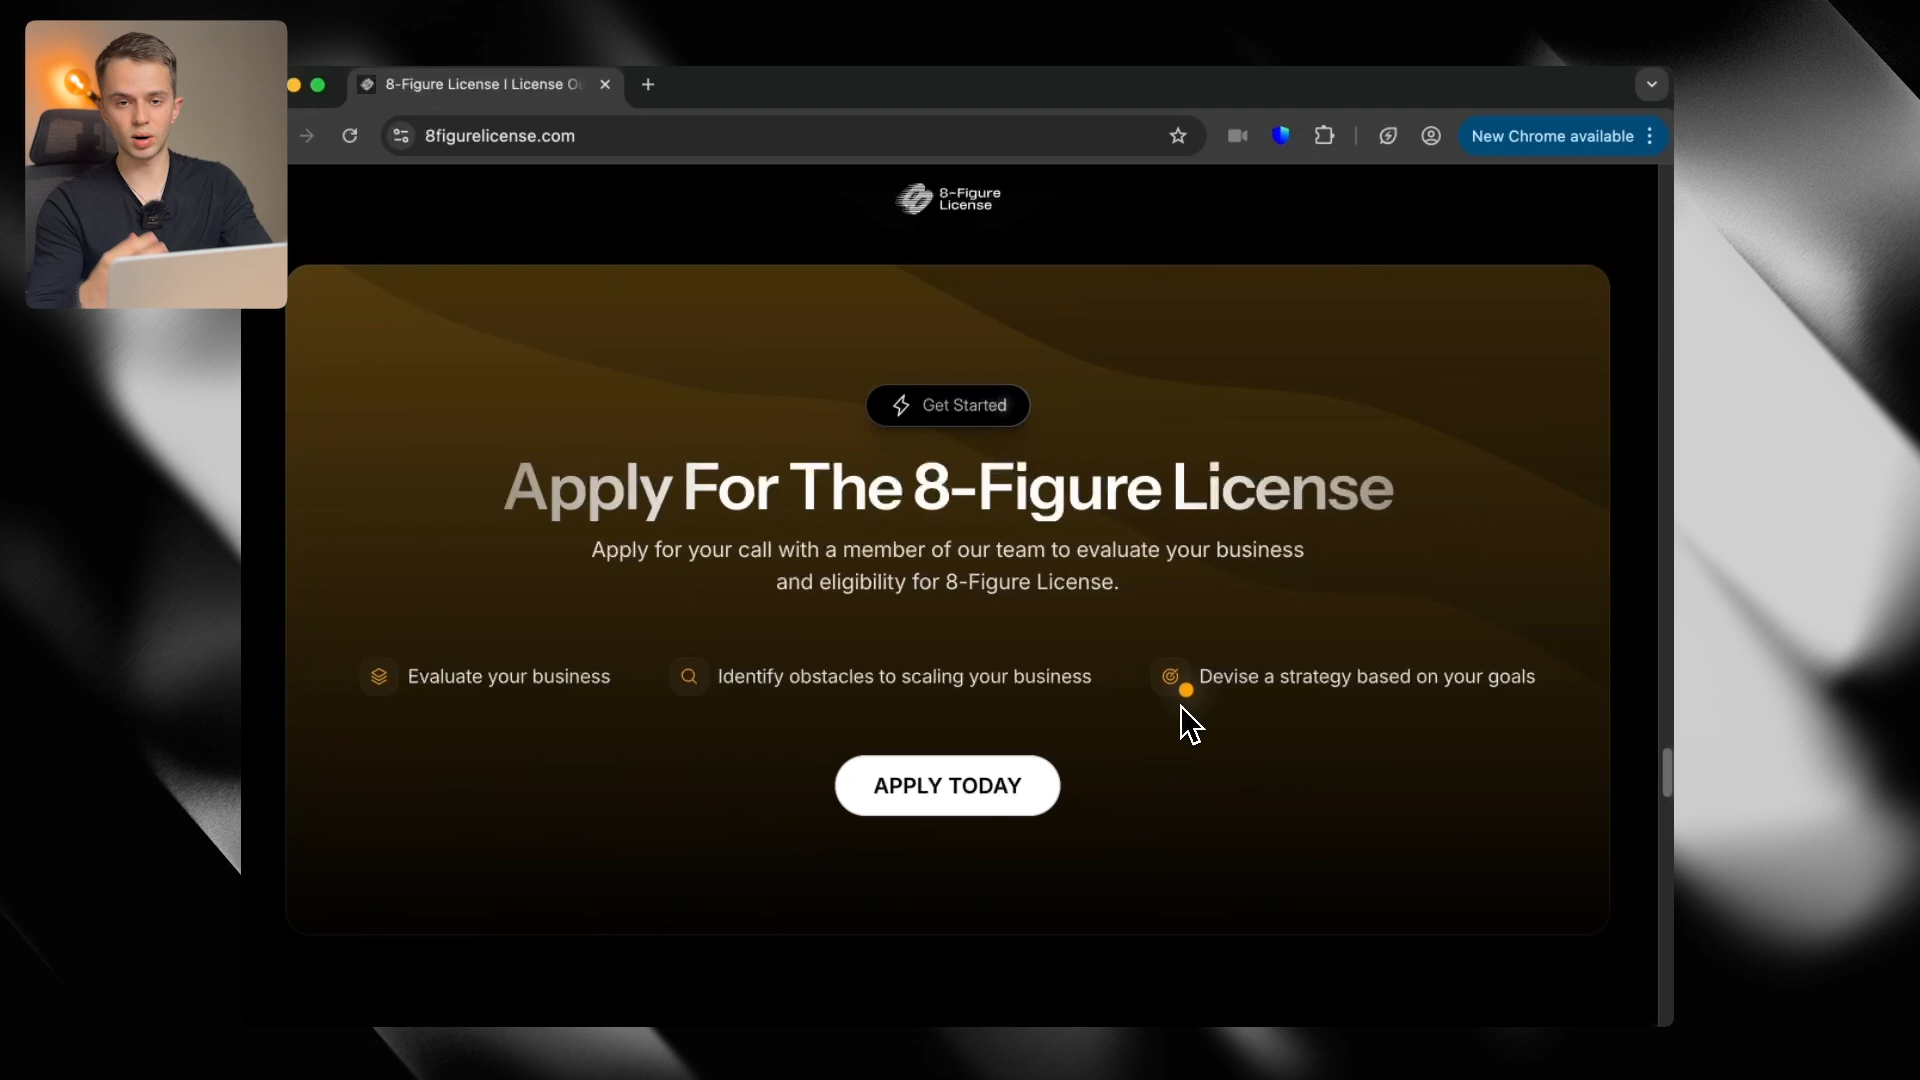 8-Figure License I License Ou
8figurelicense.com
New Chrome available
8-Figure
License
Get Started
Apply For The 8-Figure License
Apply for your call with a member of our team to evaluate your business
and eligibility for 8-Figure License.
Evaluate your business
Identify obstacles to scaling your business
Devise a strategy based on your goals
APPLY TODAY